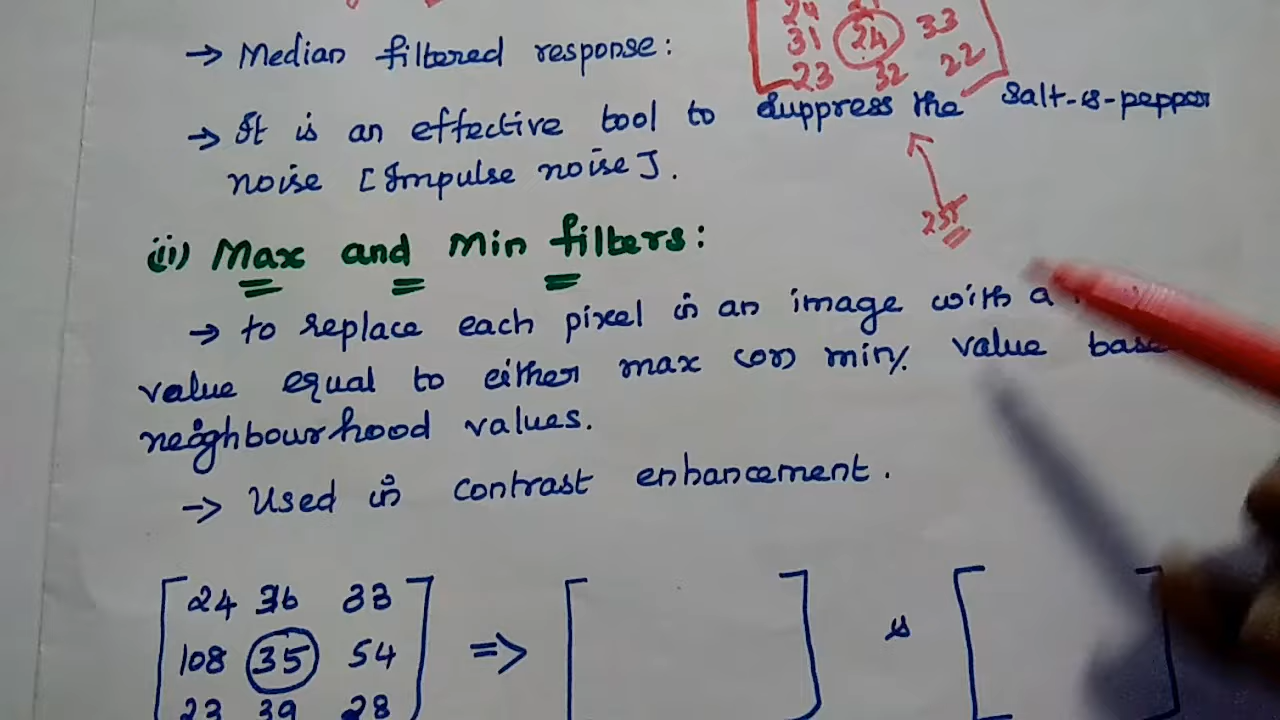 24
31 24 33
→ Median filtered response:
23 32 22
→ It is an effective tool to suppress the salt-&-pepper
noise [Impulse noise].
255
(ii) Max and Min filters:
→ to replace each pixel in an image with a
value equal to either max (or) min/. value base
neighbourhood values.
→ Used in contrast enhancement.
24 36 33
108 35 54 ⇒ &
23 39 28